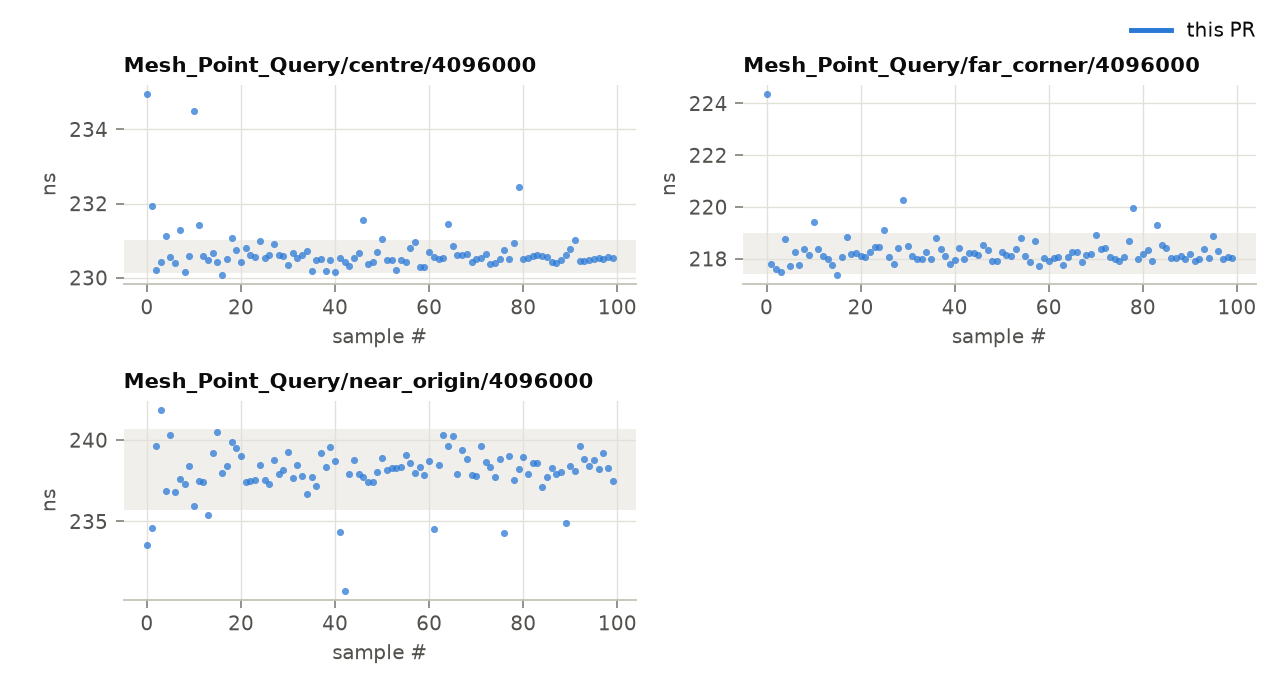 this PR
Mesh_Point_Query/centre/4096000
234
232
230
ns
0 20 40 60 80 100
sample #
Mesh_Point_Query/far_corner/4096000
224
222
220
218
ns
0 20 40 60 80 100
sample #
Mesh_Point_Query/near_origin/4096000
240
235
ns
0 20 40 60 80 100
sample #